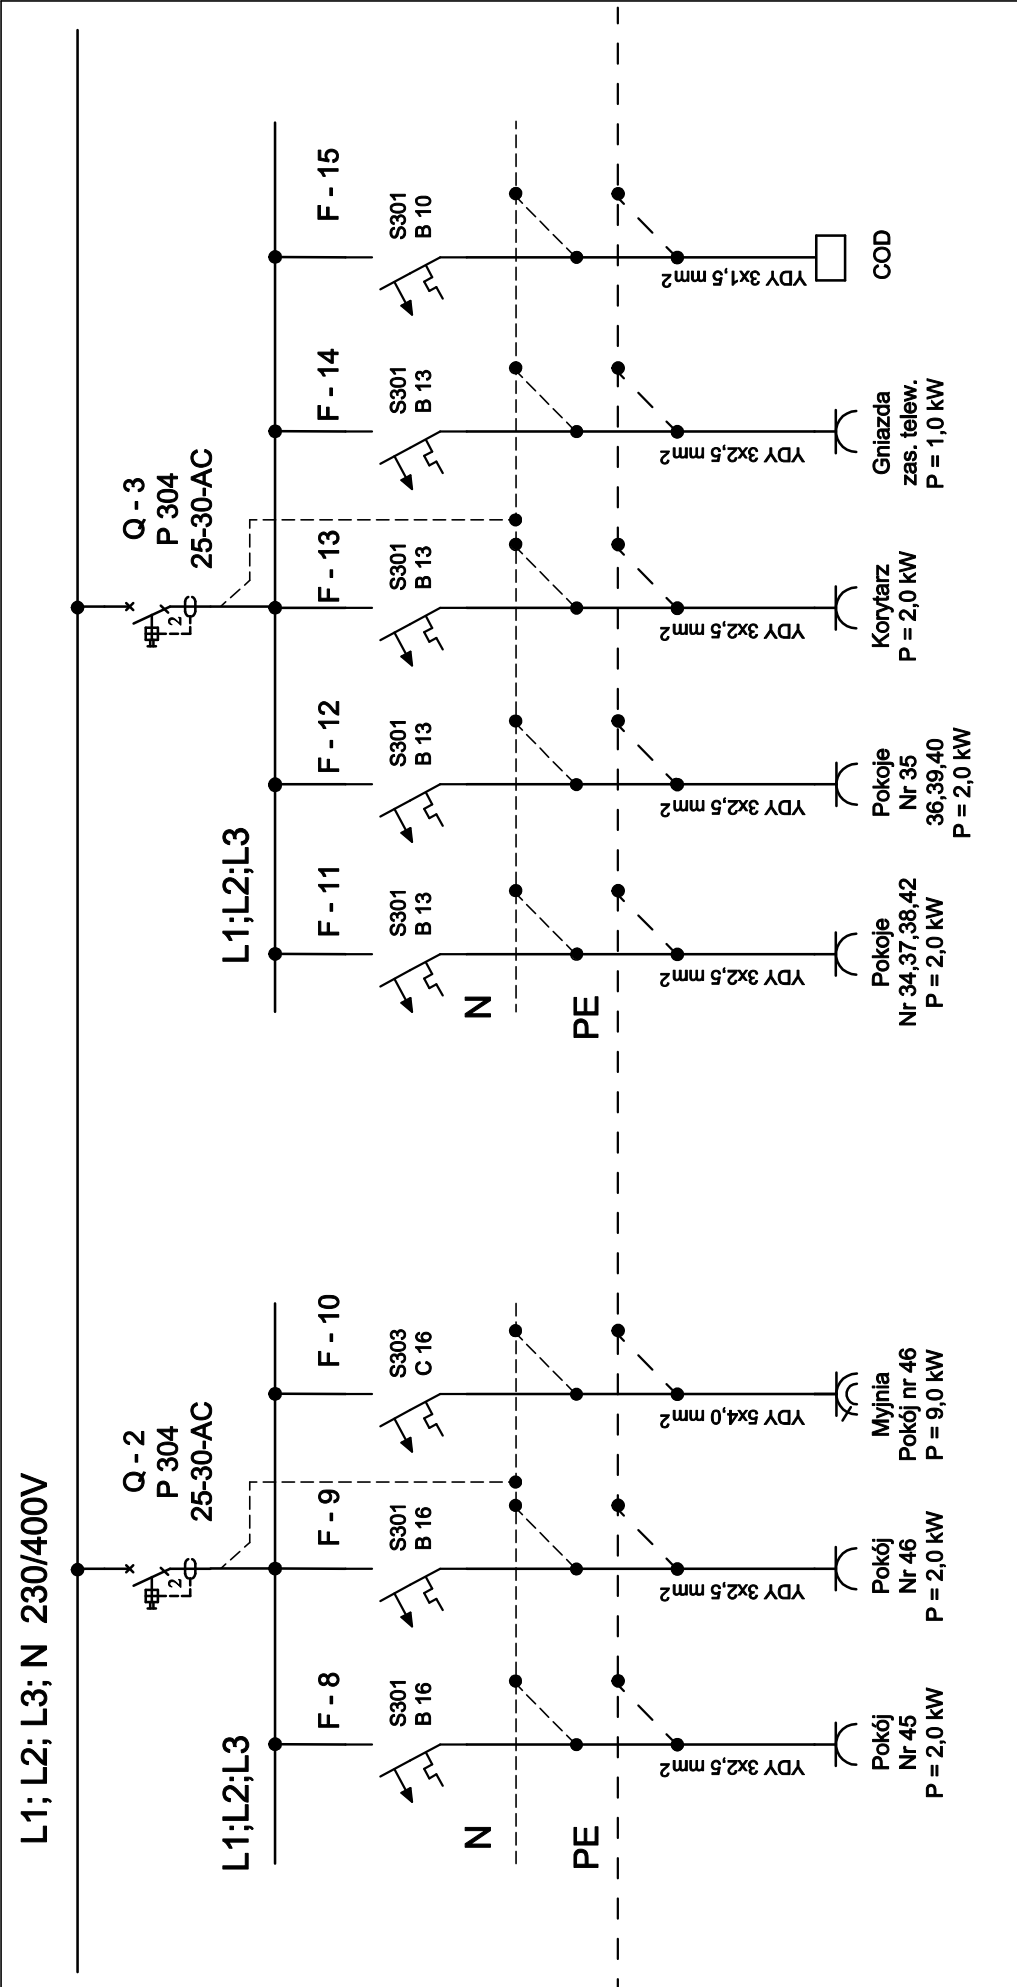 L1; L2; L3; N 230/400V
Q - 2
P 304
25-30-AC
2
L1;L2;L3
F - 8
S301
B 16
F - 9
S301
B 16
F - 10
S303
C 16
N
PE
YDY 3x2,5 mm2
YDY 3x2,5 mm2
YDY 5x4,0 mm2
Pokój
Nr 45
P = 2,0 kW
Pokój
Nr 46
P = 2,0 kW
Myjnia
Pokój nr 46
P = 9,0 kW
Q - 3
P 304
25-30-AC
2
L1;L2;L3
F - 11
S301
B 13
F - 12
S301
B 13
F - 13
S301
B 13
F - 14
S301
B 13
F - 15
S301
B 10
N
PE
YDY 3x2,5 mm2
YDY 3x2,5 mm2
YDY 3x2,5 mm2
YDY 3x2,5 mm2
YDY 3x1,5 mm2
Pokoje
Nr 34,37,38,42
P = 2,0 kW
Pokoje
Nr 35
36,39,40
P = 2,0 kW
Korytarz
P = 2,0 kW
Gniazda
zas. telew.
P = 1,0 kW
COD